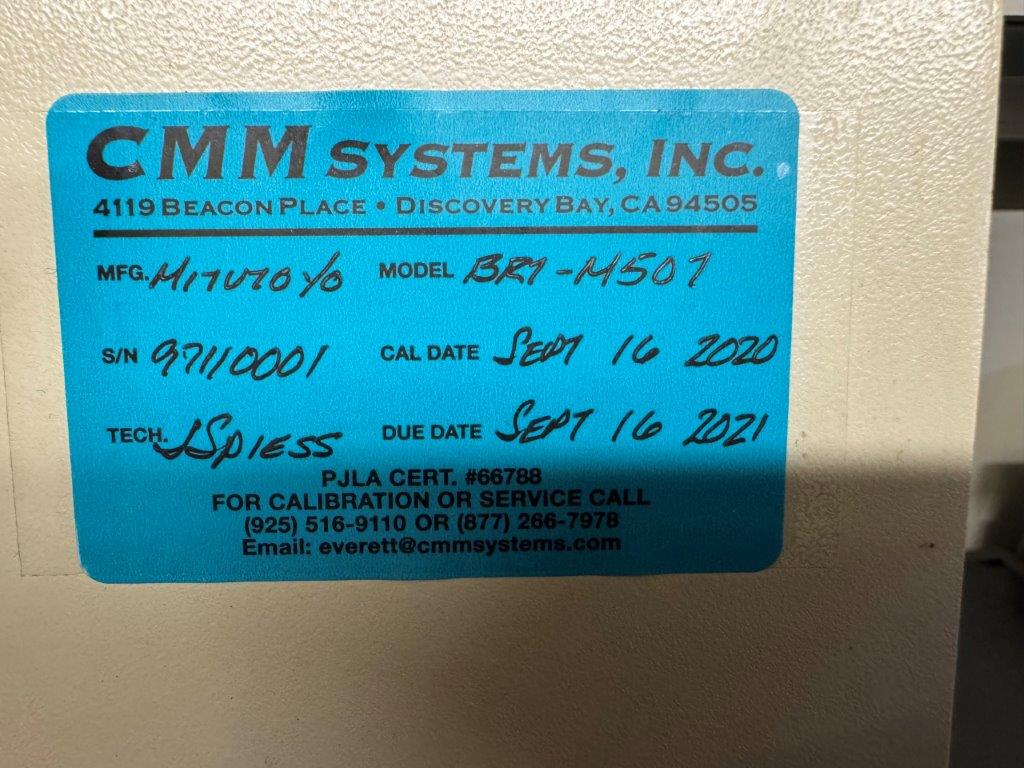 CMM SYSTEMS, INC.
4119 BEACON PLACE • DISCOVERY BAY, CA 94505
MFG. MITUTOYO MODEL BRT-M507
S/N 97110001 CAL DATE SEPT 16 2020
TECH. JSPIESS DUE DATE SEPT 16 2021
PJLA CERT. #66788
FOR CALIBRATION OR SERVICE CALL
(925) 516-9110 OR (877) 266-7978
Email: everett@cmmsystems.com